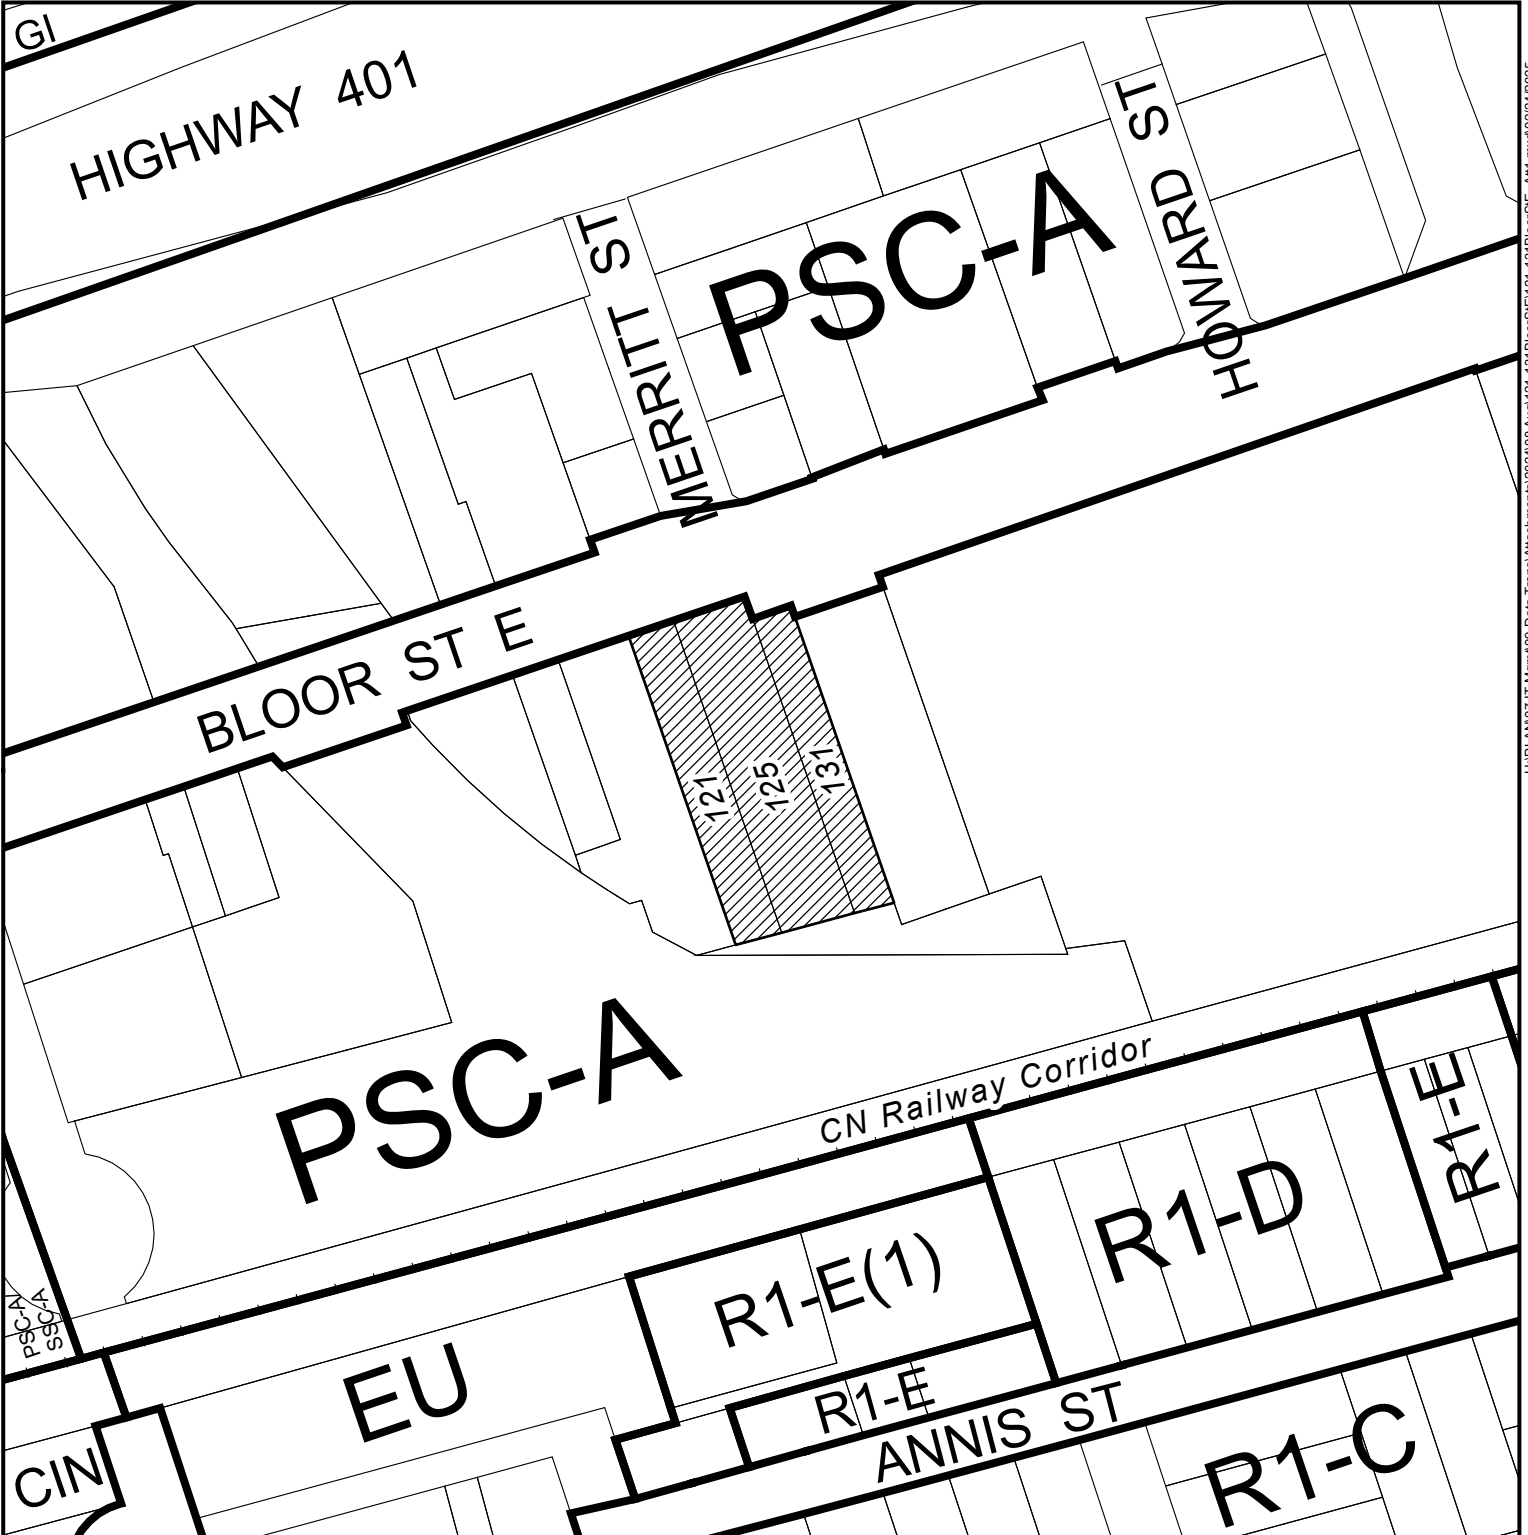 GI
HIGHWAY 401
MERRITT ST
PSC-A
HOWARD ST
BLOOR ST E
121
125
131
PSC-A
CN Railway Corridor
R1-E
R1-D
R1-E(1)
PSC-A
SSC-A
EU
R1-E
ANNIS ST
R1-C
CIN